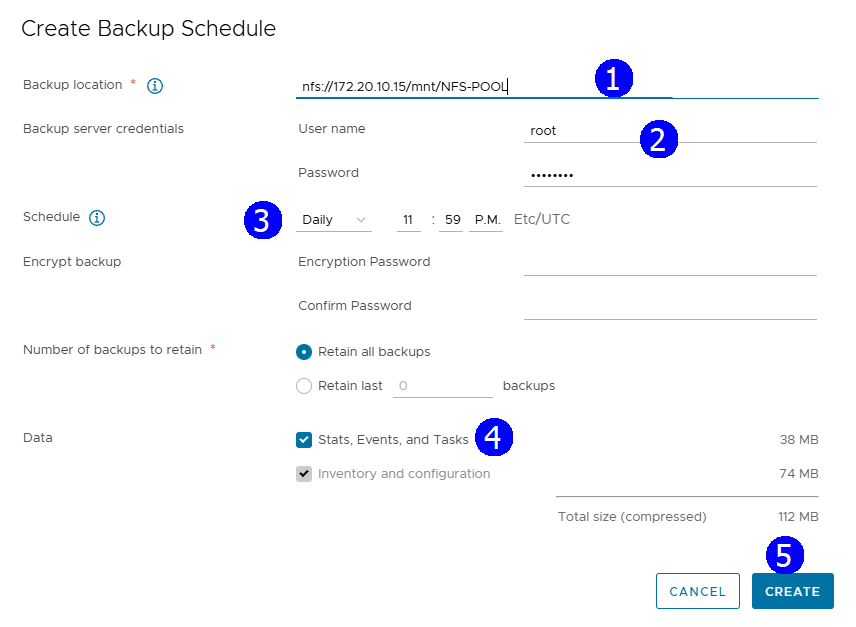 Create Backup Schedule
Backup location * nfs://172.20.10.15/mnt/NFS-POOL 1
Backup server credentials User name root 2
Password ••••••••
Schedule 3 Daily 11 : 59 P.M. Etc/UTC
Encrypt backup Encryption Password
Confirm Password
Number of backups to retain * Retain all backups
Retain last 0 backups
Data Stats, Events, and Tasks 4 38 MB
Inventory and configuration 74 MB
Total size (compressed) 112 MB
5
CANCEL CREATE